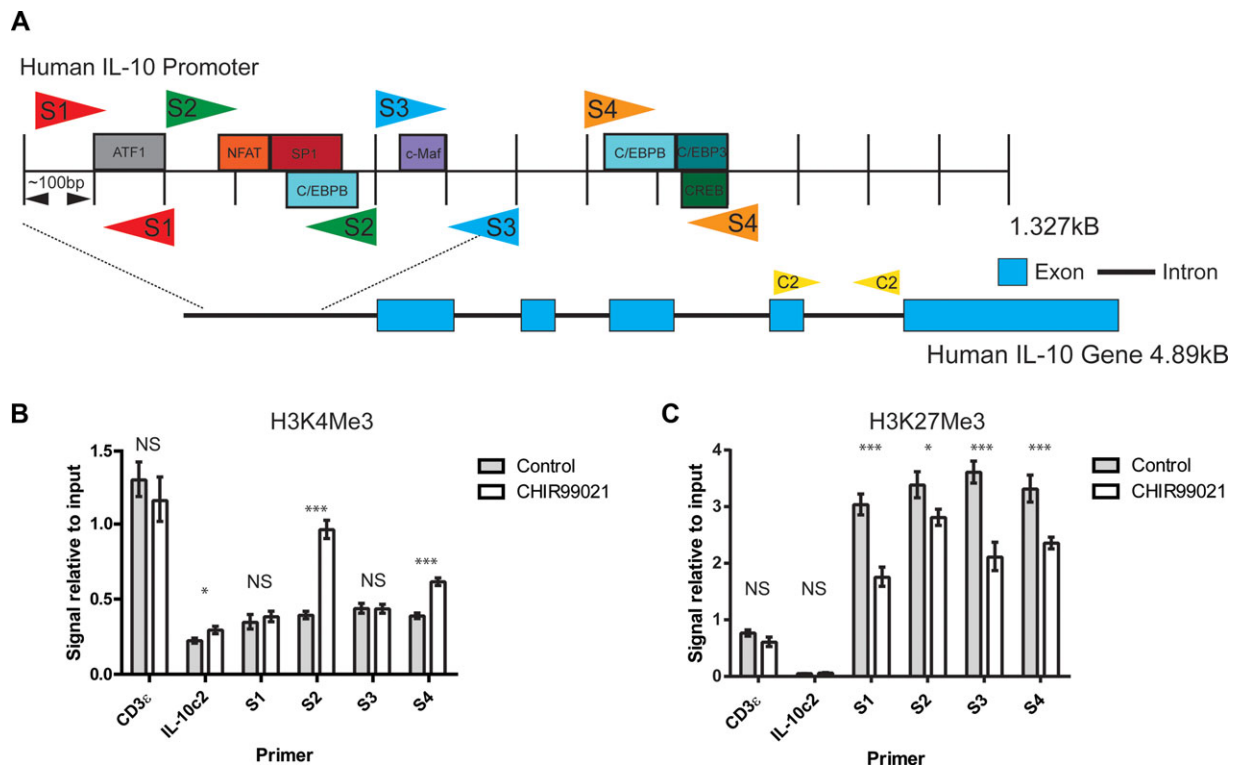 A
Human IL-10 Promoter
S1 S2 S3 S4
ATF1 NFAT SP1 c-Maf C/EBPB C/EBP3
~100bp C/EBPB CREB
S1 S2 S3 S4
1.327kB
Exon Intron
C2 C2
Human IL-10 Gene 4.89kB
B
H3K4Me3
Signal relative to input
1.5
1.0
0.5
0.0
NS * NS *** NS ***
Control
CHIR99021
CD3ε IL-10c2 S1 S2 S3 S4
Primer
C
H3K27Me3
Signal relative to input
4
3
2
1
0
NS NS *** * *** ***
Control
CHIR99021
CD3ε IL-10c2 S1 S2 S3 S4
Primer